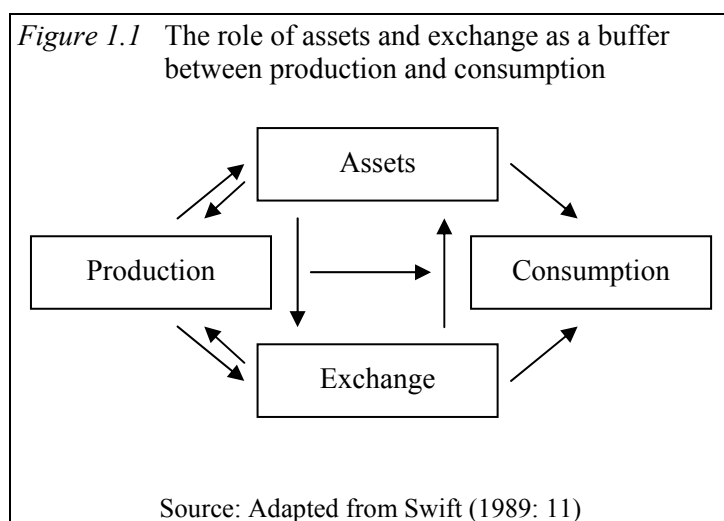 Figure 1.1 The role of assets and exchange as a buffer
between production and consumption
Assets
Production
Consumption
Exchange
Source: Adapted from Swift (1989: 11)